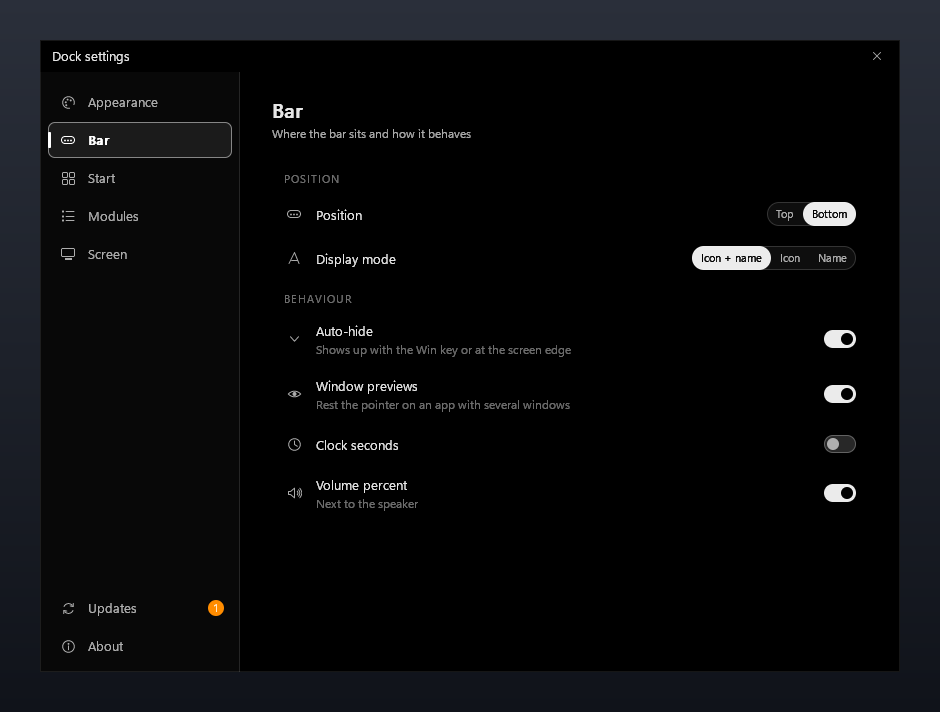 Dock settings
Appearance
Bar
Start
Modules
Screen
Updates
1
About
Bar
Where the bar sits and how it behaves
POSITION
Position
Top
Bottom
Display mode
Icon + name
Icon
Name
BEHAVIOUR
Auto-hide
Shows up with the Win key or at the screen edge
Window previews
Rest the pointer on an app with several windows
Clock seconds
Volume percent
Next to the speaker